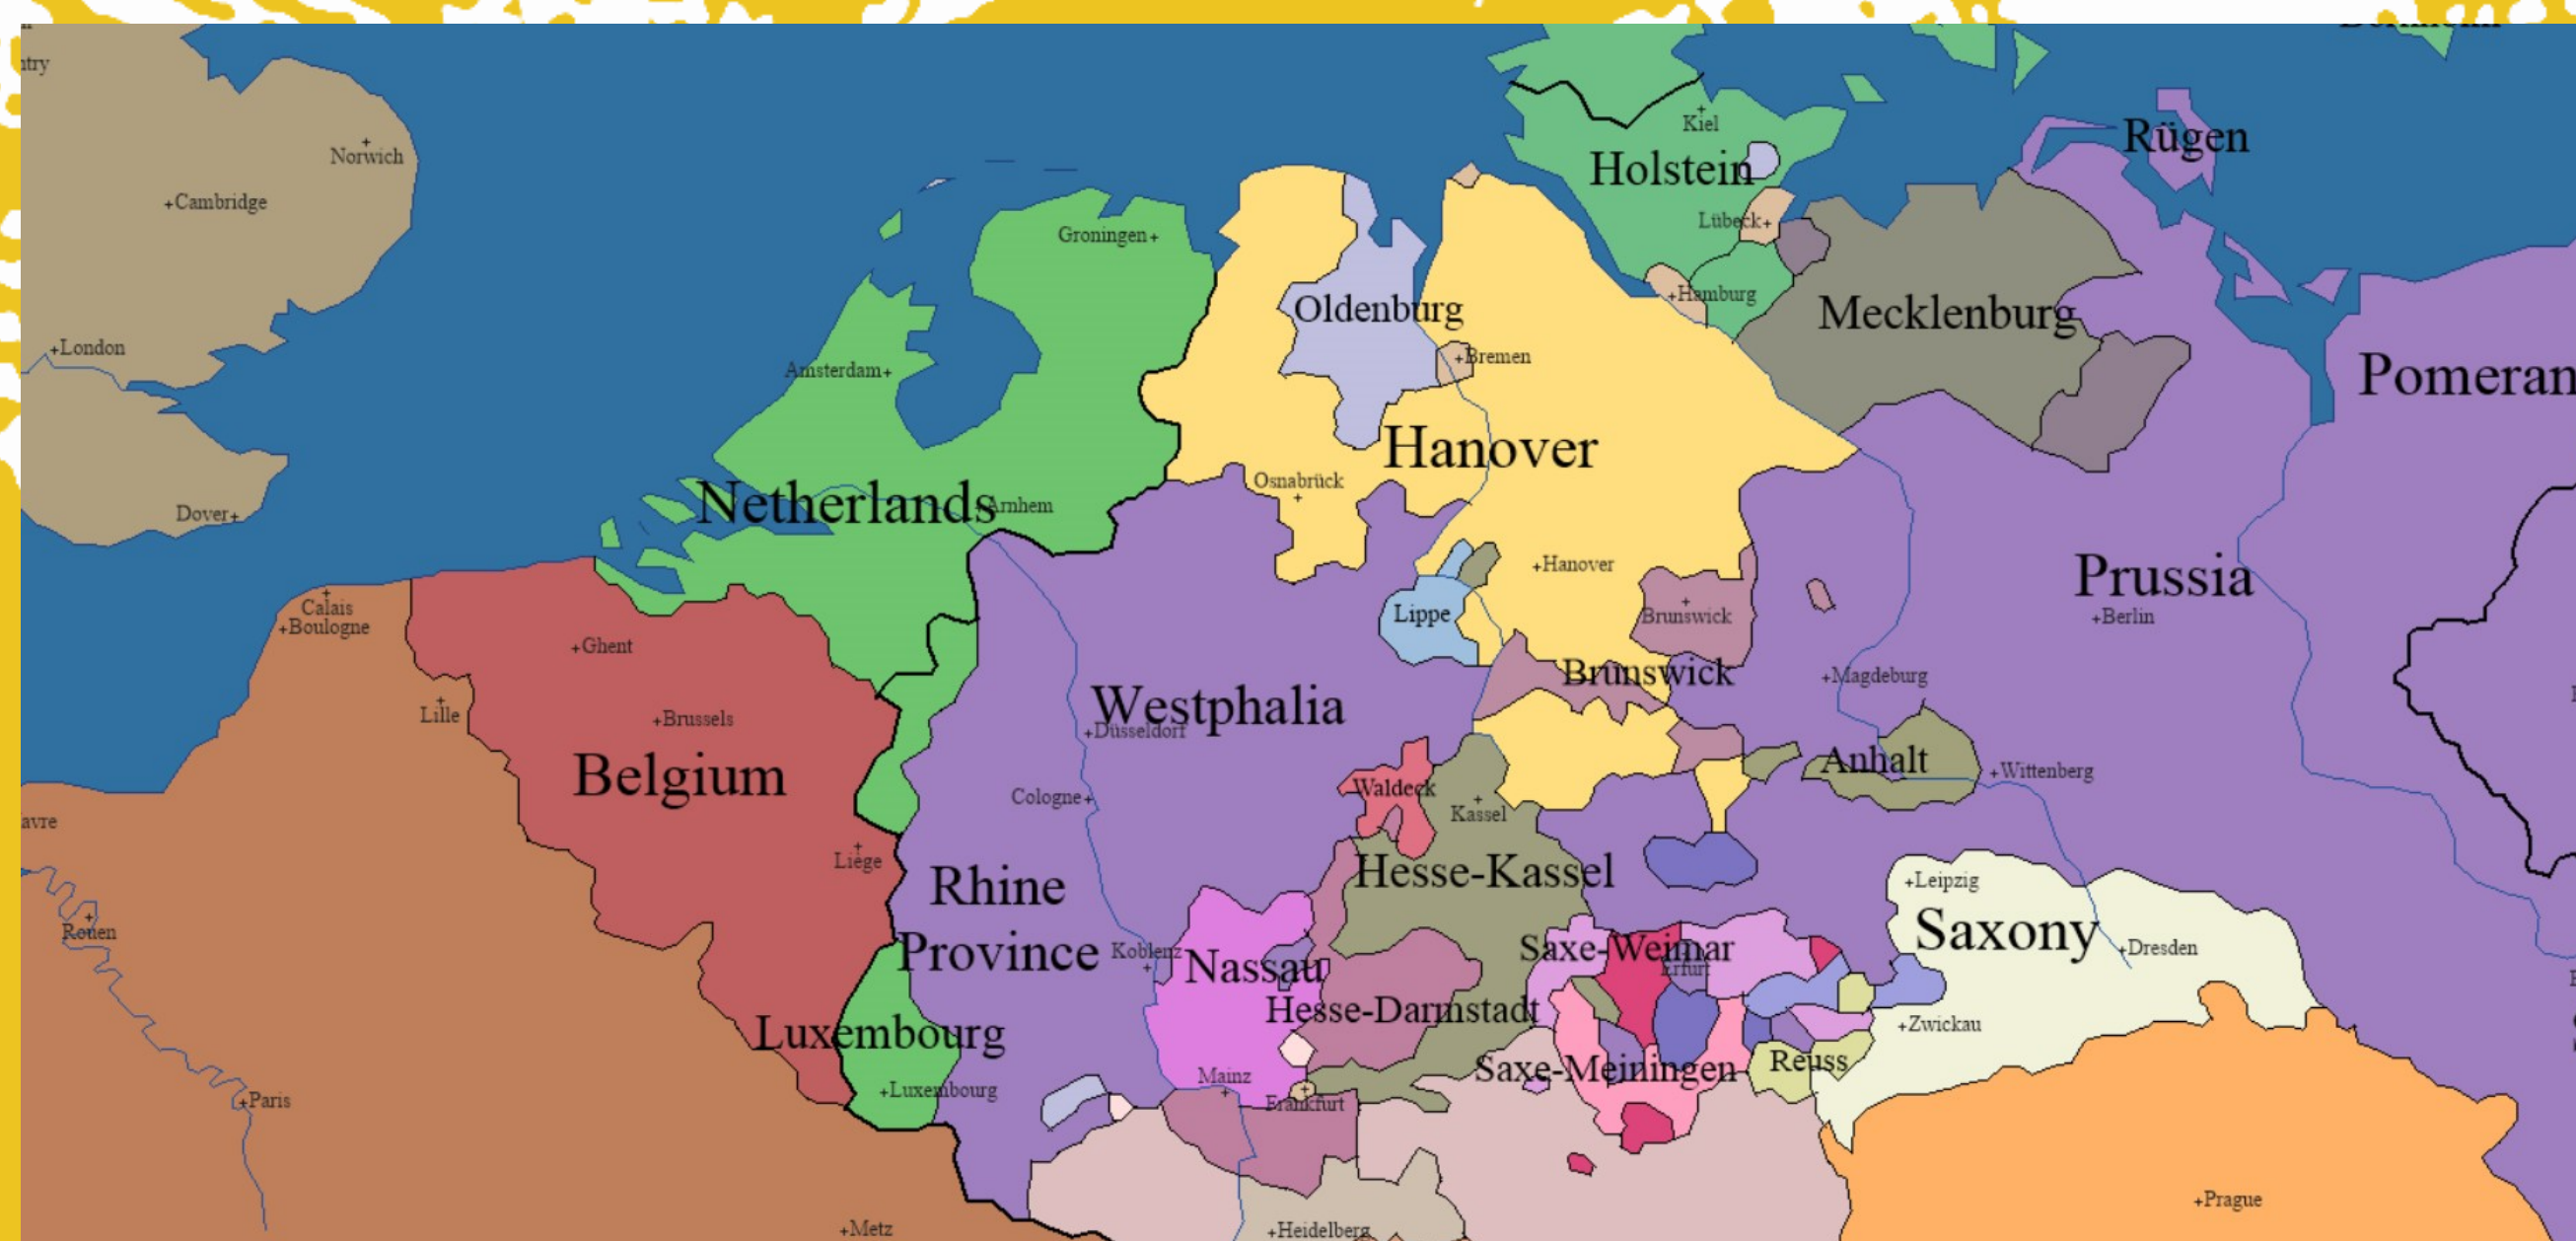 ntry
Norwich
Cambridge
London
Dover
Kiel
Holstein
Lübeck
Hamburg
Rügen
Mecklenburg
Pomeran
Groningen
Amsterdam
Netherlands
Arnhem
Oldenburg
Bremen
Hanover
Osnabrück
Hanover
Lippe
Brunswick
Brunswick
Prussia
Berlin
Magdeburg
Anhalt
Wittenberg
Calais
Boulogne
Ghent
Lille
Brussels
Belgium
Liège
Westphalia
Düsseldorf
Cologne
Waldeck
Kassel
Hesse-Kassel
Rhine
Province
Koblenz
Nassau
Hesse-Darmstadt
Saxe-Weimar
Erfurt
Leipzig
Saxony
Dresden
Zwickau
Reuss
Saxe-Meiningen
Luxembourg
Luxembourg
Mainz
Frankfurt
Heidelberg
Prague
avre
Rouen
Paris
Metz